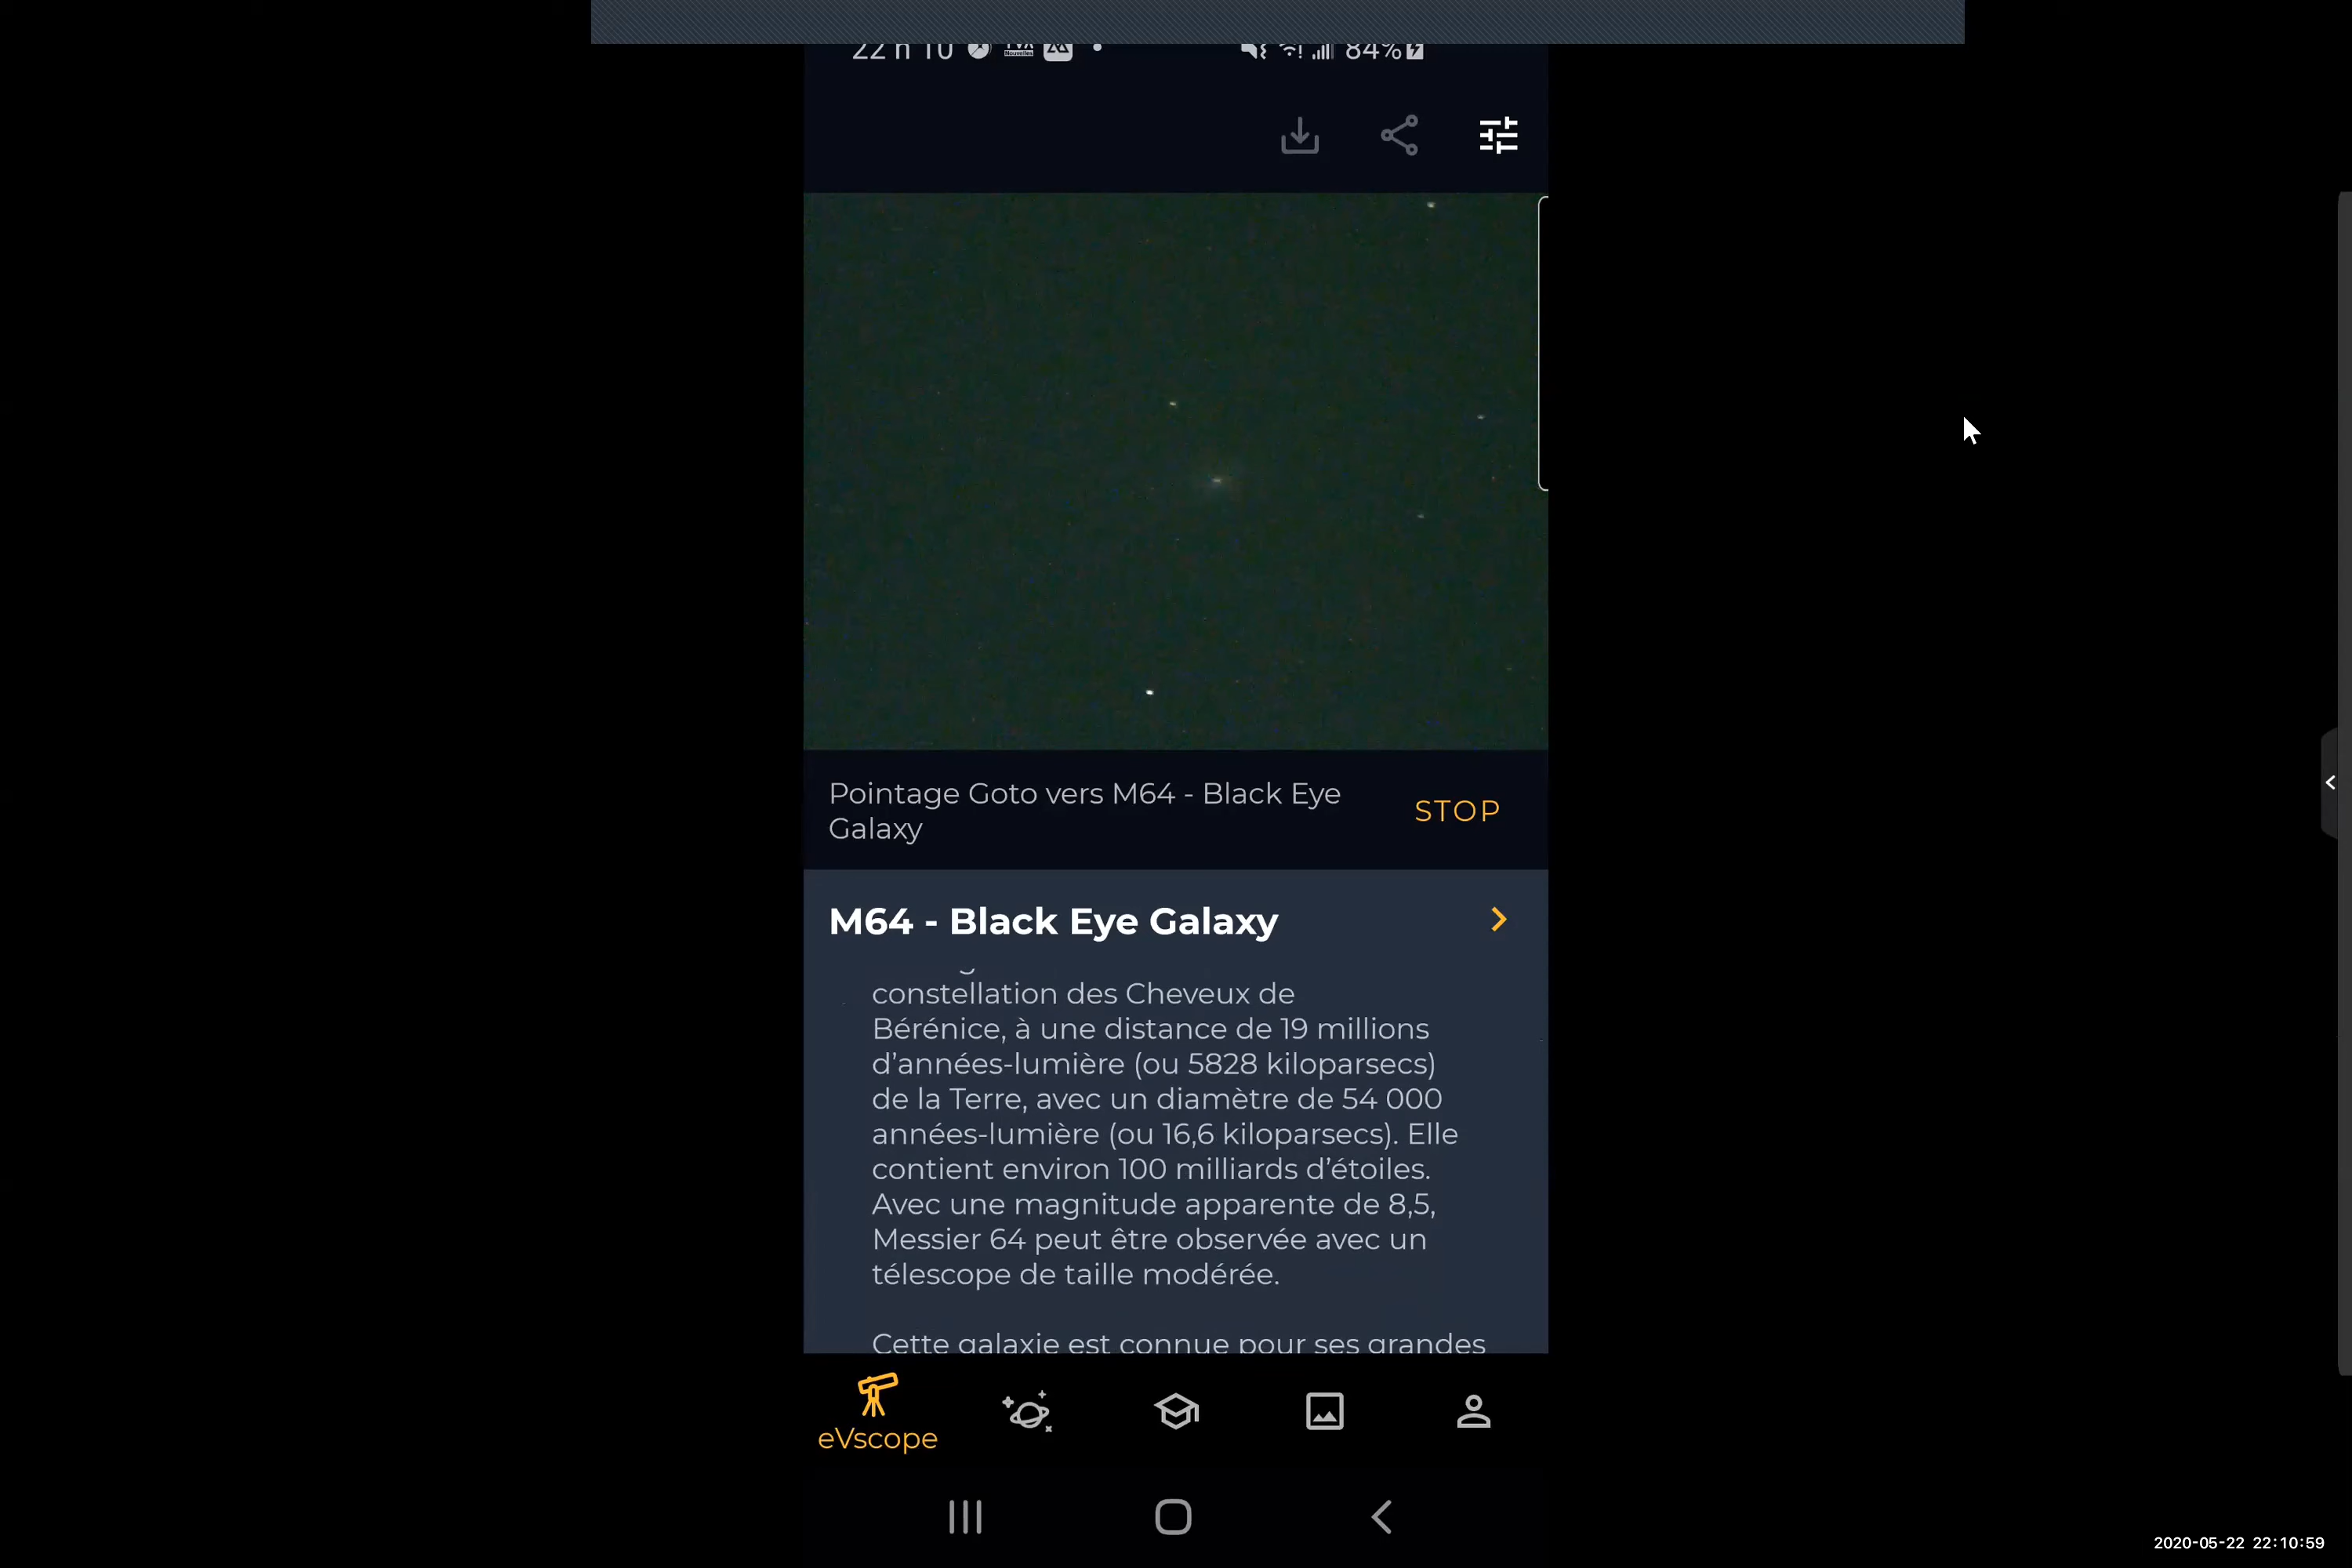 22 h 10 84%
Nouvelles
Pointage Goto vers M64 - Black Eye
Galaxy
STOP
M64 - Black Eye Galaxy
constellation des Cheveux de
Bérénice, à une distance de 19 millions
d'années-lumière (ou 5828 kiloparsecs)
de la Terre, avec un diamètre de 54 000
années-lumière (ou 16,6 kiloparsecs). Elle
contient environ 100 milliards d'étoiles.
Avec une magnitude apparente de 8,5,
Messier 64 peut être observée avec un
télescope de taille modérée.
Cette galaxie est connue pour ses grandes
eVscope
2020-05-22 22:10:59